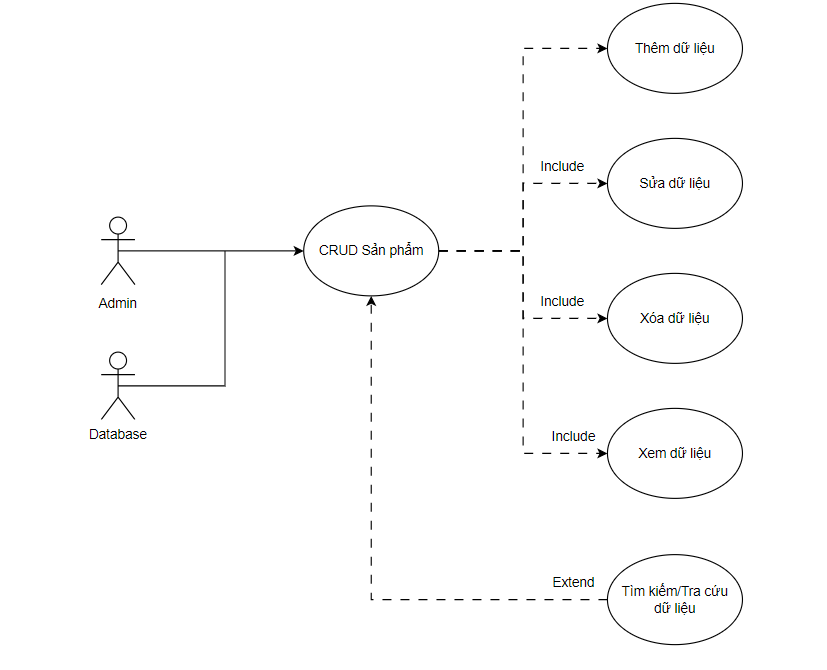 Thêm dữ liệu
Include
Sửa dữ liệu
CRUD Sản phẩm
Admin
Include
Xóa dữ liệu
Database
Include
Xem dữ liệu
Extend
Tìm kiếm/Tra cứu
dữ liệu